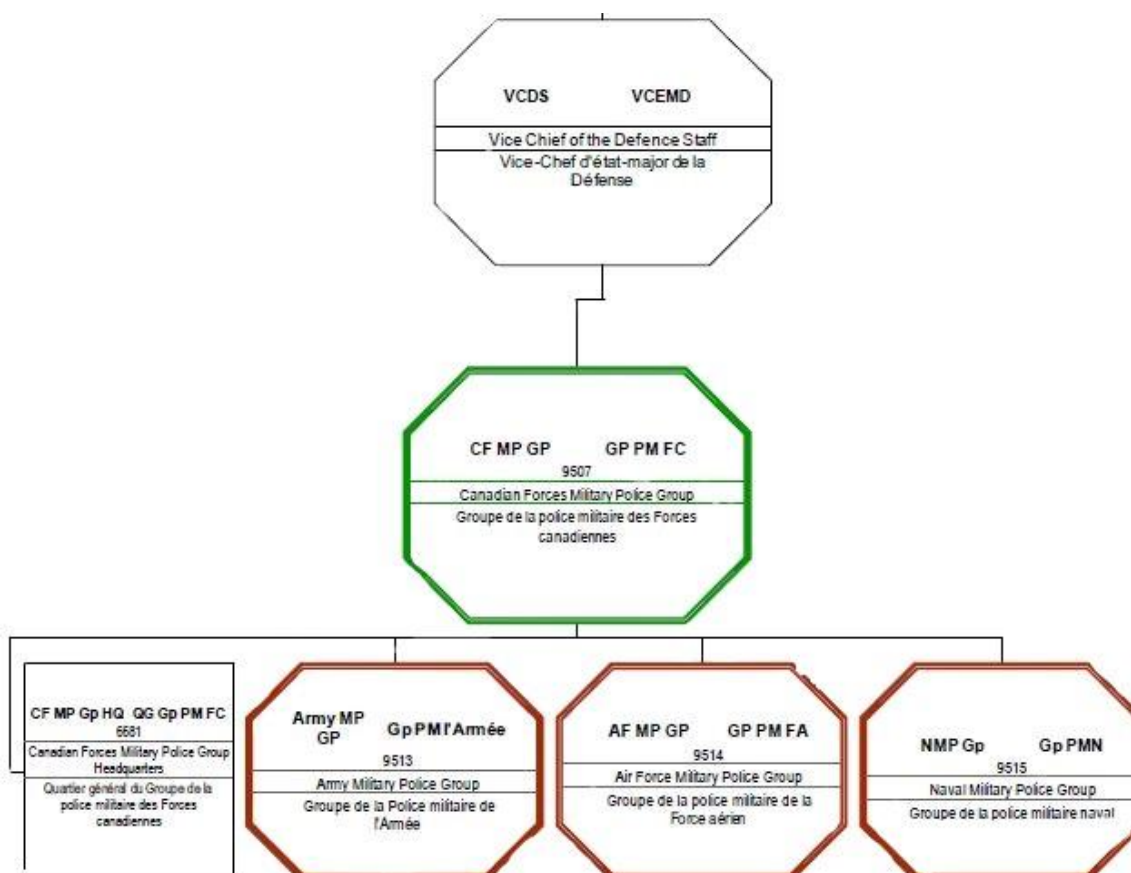 VCDS VCEMD
Vice Chief of the Defence Staff
Vice-Chef d'état-major de la
Défense
CF MP GP GP PM FC
9507
Canadian Forces Military Police Group
Groupe de la police militaire des Forces
canadiennes
CF MP Gp HQ QG Gp PM FC
6681
Canadian Forces Military Police Group
Headquarters
Quartier général du Groupe de la
police militaire des Forces
canadiennes
Army MP
GP
Gp PM l'Armée
9513
Army Military Police Group
Groupe de la Police militaire de
l'Armée
AF MP GP GP PM FA
9514
Air Force Military Police Group
Groupe de la police militaire de la
Force aérien
NMP Gp Gp PMN
9515
Naval Military Police Group
Groupe de la police militaire naval